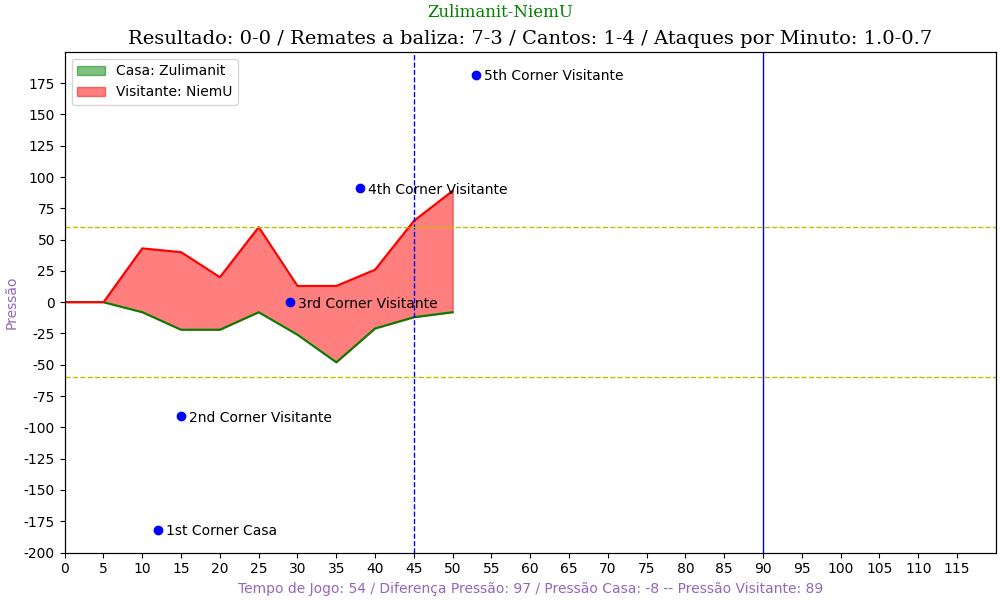 Zulimanit-NiemU
Resultado: 0-0 / Remates a baliza: 7-3 / Cantos: 1-4 / Ataques por Minuto: 1.0-0.7
Casa: Zulimanit
Visitante: NiemU
5th Corner Visitante
4th Corner Visitante
3rd Corner Visitante
2nd Corner Visitante
1st Corner Casa
Pressão
175
150
125
100
75
50
25
0
-25
-50
-75
-100
-125
-150
-175
-200
0 5 10 15 20 25 30 35 40 45 50 55 60 65 70 75 80 85 90 95 100 105 110 115
Tempo de Jogo: 54 / Diferença Pressão: 97 / Pressão Casa: -8 -- Pressão Visitante: 89